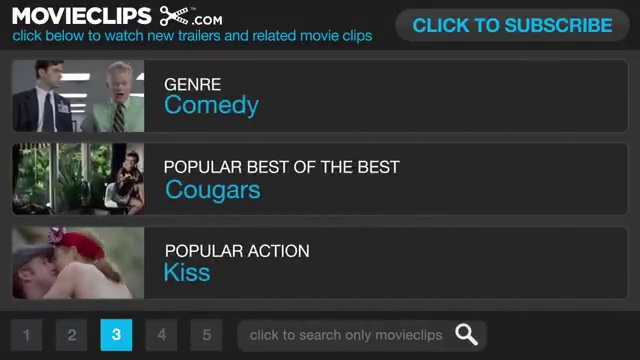 MOVIECLIPS .COM
click below to watch new trailers and related movie clips
CLICK TO SUBSCRIBE
GENRE
Comedy
POPULAR BEST OF THE BEST
Cougars
POPULAR ACTION
Kiss
1 2 3 4 5
click to search only movieclips